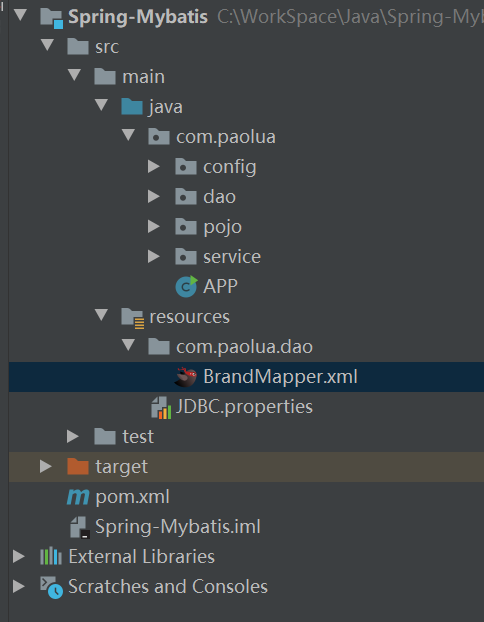 Spring-Mybatis C:\WorkSpace\Java\Spring-Myb
src
main
java
com.paolua
config
dao
pojo
service
APP
resources
com.paolua.dao
BrandMapper.xml
JDBC.properties
test
target
pom.xml
Spring-Mybatis.iml
External Libraries
Scratches and Consoles